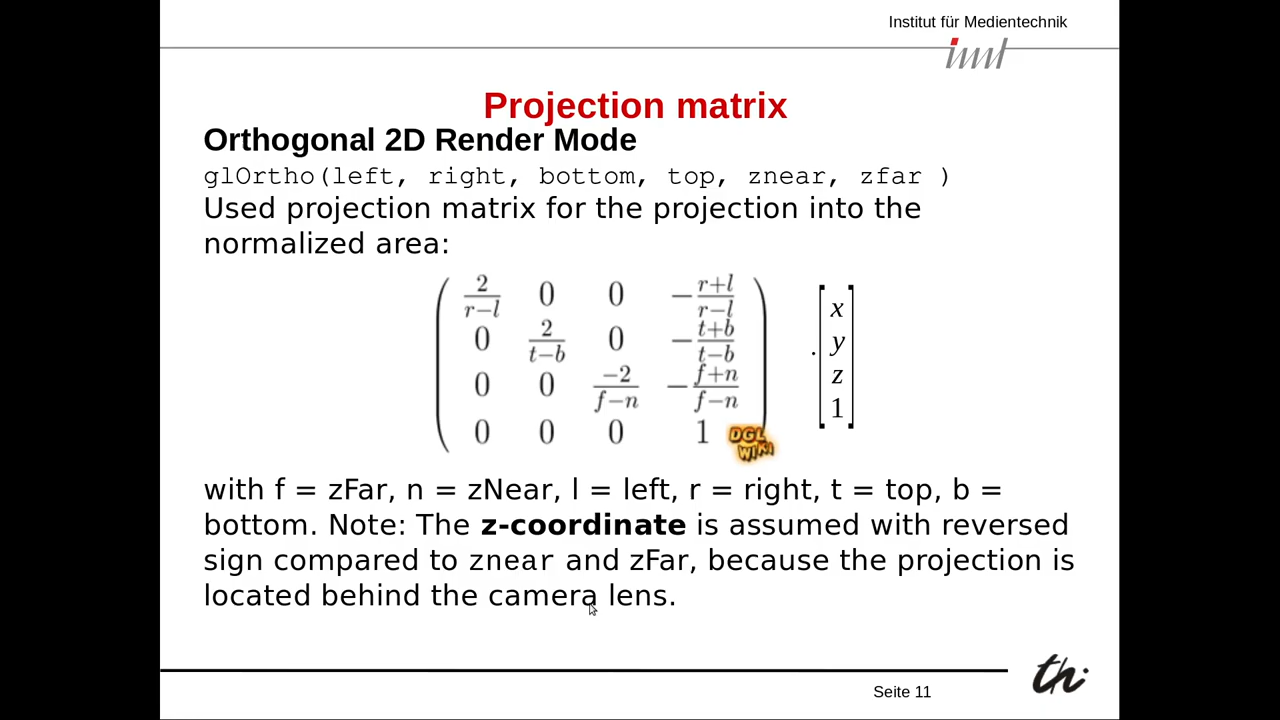 Institut für Medientechnik
iml
Projection matrix
Orthogonal 2D Render Mode
glOrtho(left, right, bottom, top, znear, zfar )
Used projection matrix for the projection into the
normalized area:
2/(r−l) 0 0 −(r+l)/(r−l)
0 2/(t−b) 0 −(t+b)/(t−b)
0 0 −2/(f−n) −(f+n)/(f−n)
0 0 0 1
DGL
WIKI
· [x
y
z
1]
with f = zFar, n = zNear, l = left, r = right, t = top, b =
bottom. Note: The z-coordinate is assumed with reversed
sign compared to znear and zFar, because the projection is
located behind the camera lens.
Seite 11
th